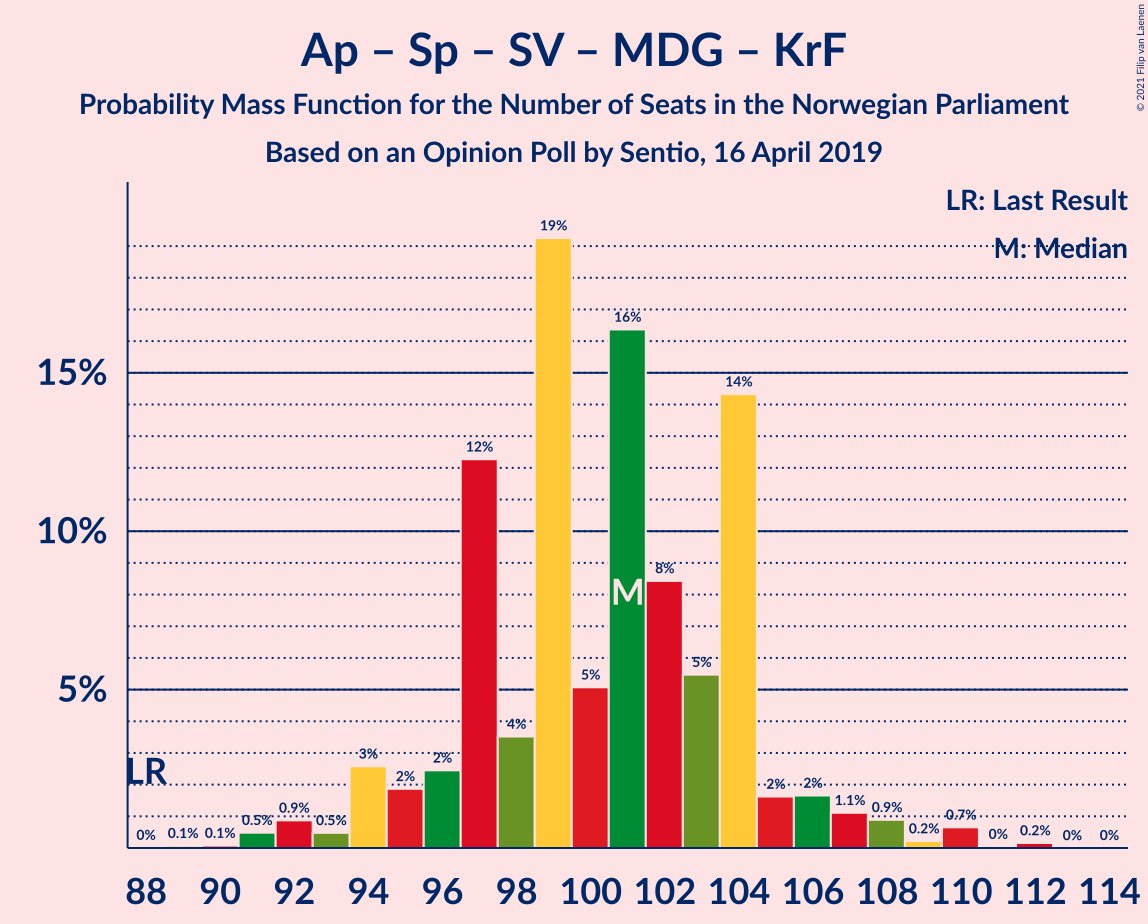 Ap – Sp – SV – MDG – KrF
Probability Mass Function for the Number of Seats in the Norwegian Parliament
Based on an Opinion Poll by Sentio, 16 April 2019
© 2021 Filip van Laenen
LR: Last Result
M: Median
15%
10%
5%
LR
M
0% 0.1% 0.1% 0.5% 0.9% 0.5% 3% 2% 2% 12% 4% 19% 5% 16% 8% 5% 14% 2% 2% 1.1% 0.9% 0.2% 0.7% 0% 0.2% 0% 0%
88 90 92 94 96 98 100 102 104 106 108 110 112 114